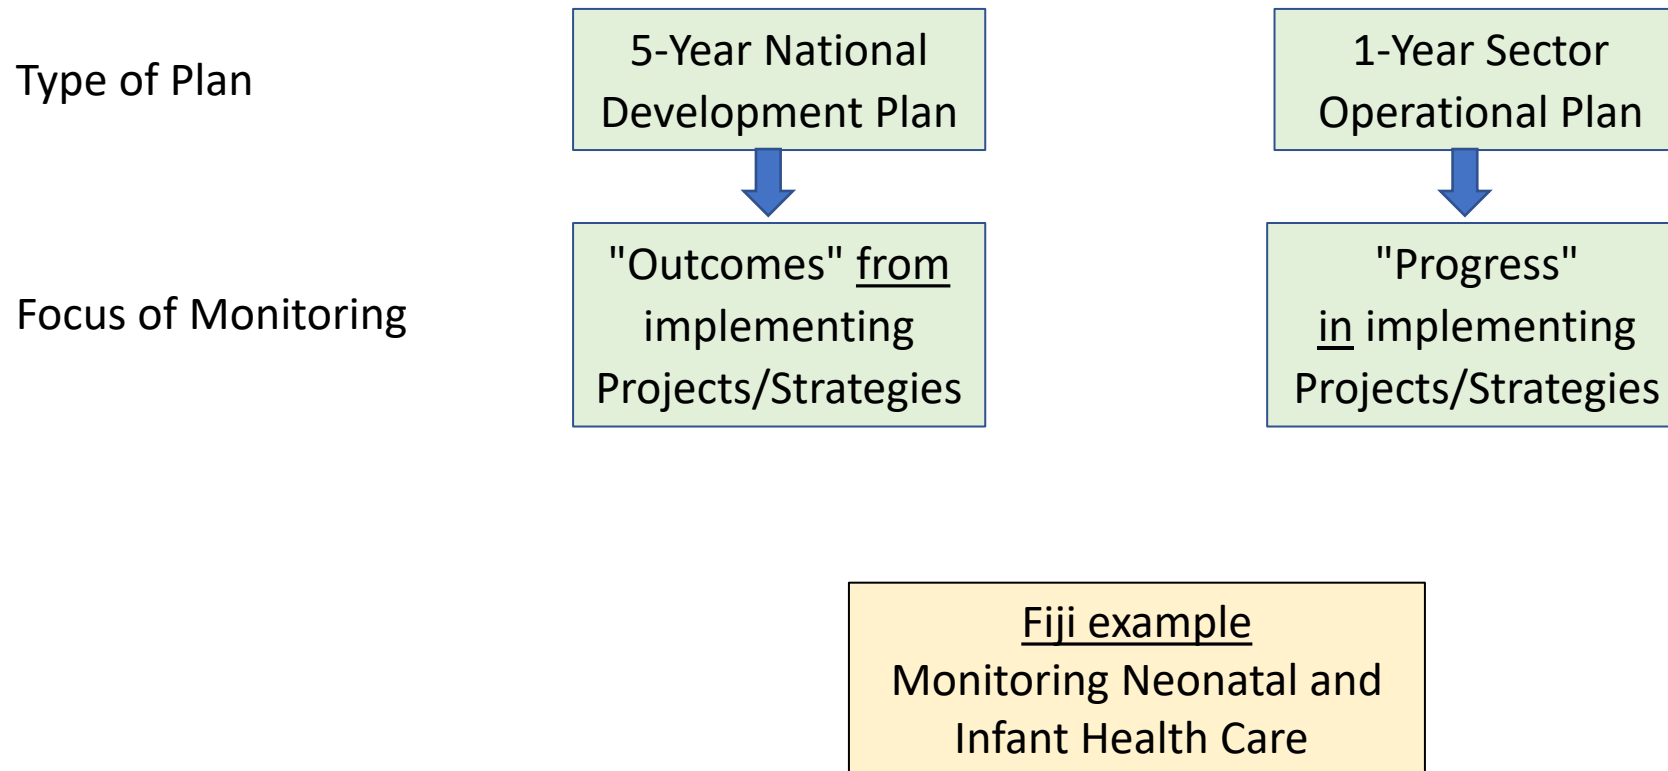 Type of Plan
5-Year National
Development Plan
1-Year Sector
Operational Plan
Focus of Monitoring
"Outcomes" from
implementing
Projects/Strategies
"Progress"
in implementing
Projects/Strategies
Fiji example
Monitoring Neonatal and
Infant Health Care